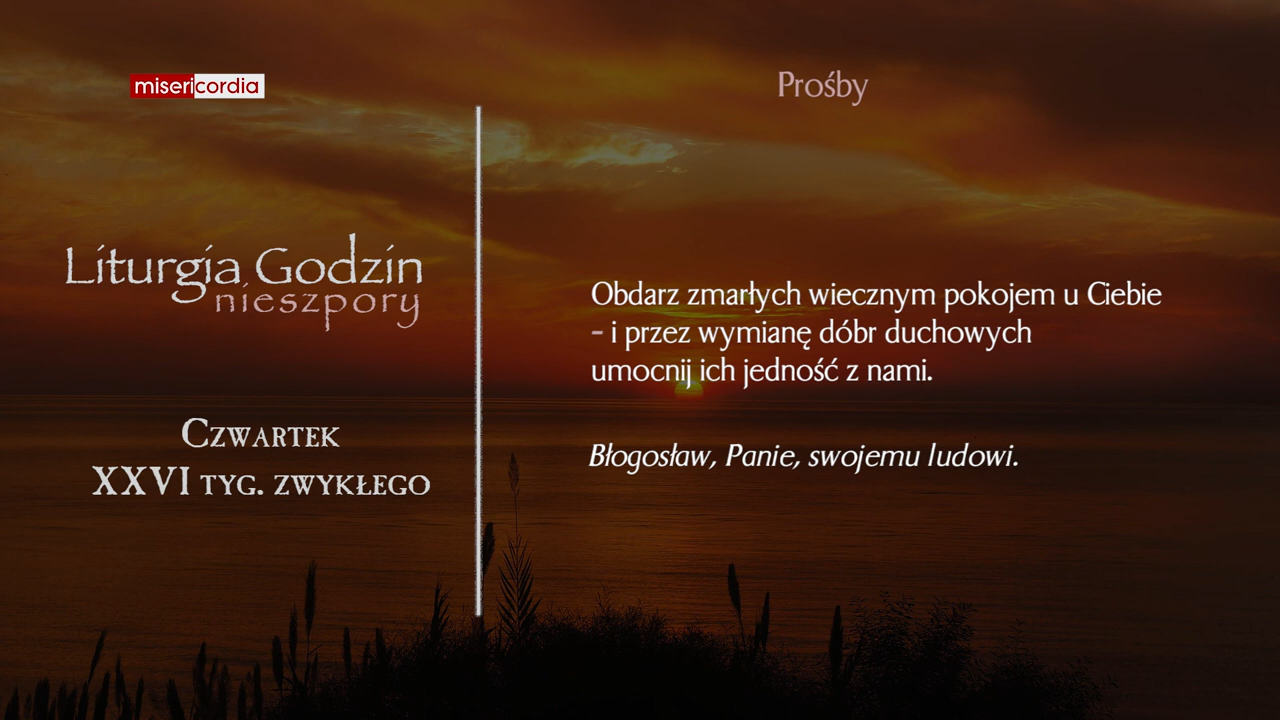 misericordia
Liturgia Godzin
nieszpory
Czwartek
XXVI tyg. zwykłego
Prośby
Obdarz zmarłych wiecznym pokojem u Ciebie
– i przez wymianę dóbr duchowych
umocnij ich jedność z nami.
Błogosław, Panie, swojemu ludowi.